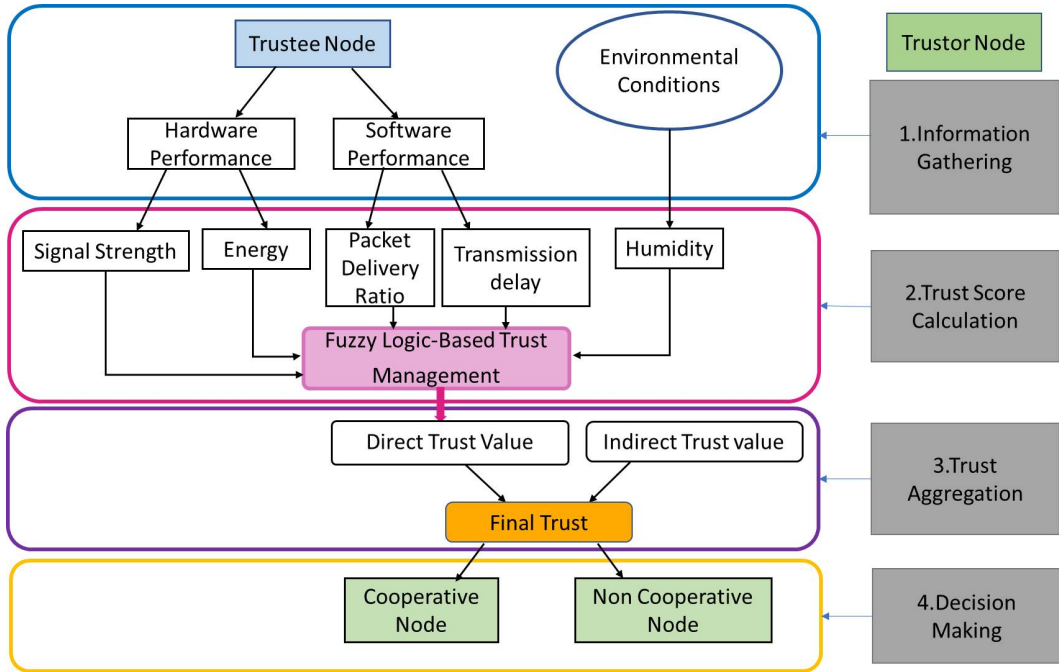 Trustee Node
Environmental
Conditions
Trustor Node
Hardware
Performance
Software
Performance
1.Information
Gathering
Signal Strength
Energy
Packet
Delivery
Ratio
Transmission
delay
Humidity
2.Trust Score
Calculation
Fuzzy Logic-Based Trust
Management
Direct Trust Value
Indirect Trust value
3.Trust
Aggregation
Final Trust
Cooperative
Node
Non Cooperative
Node
4.Decision
Making